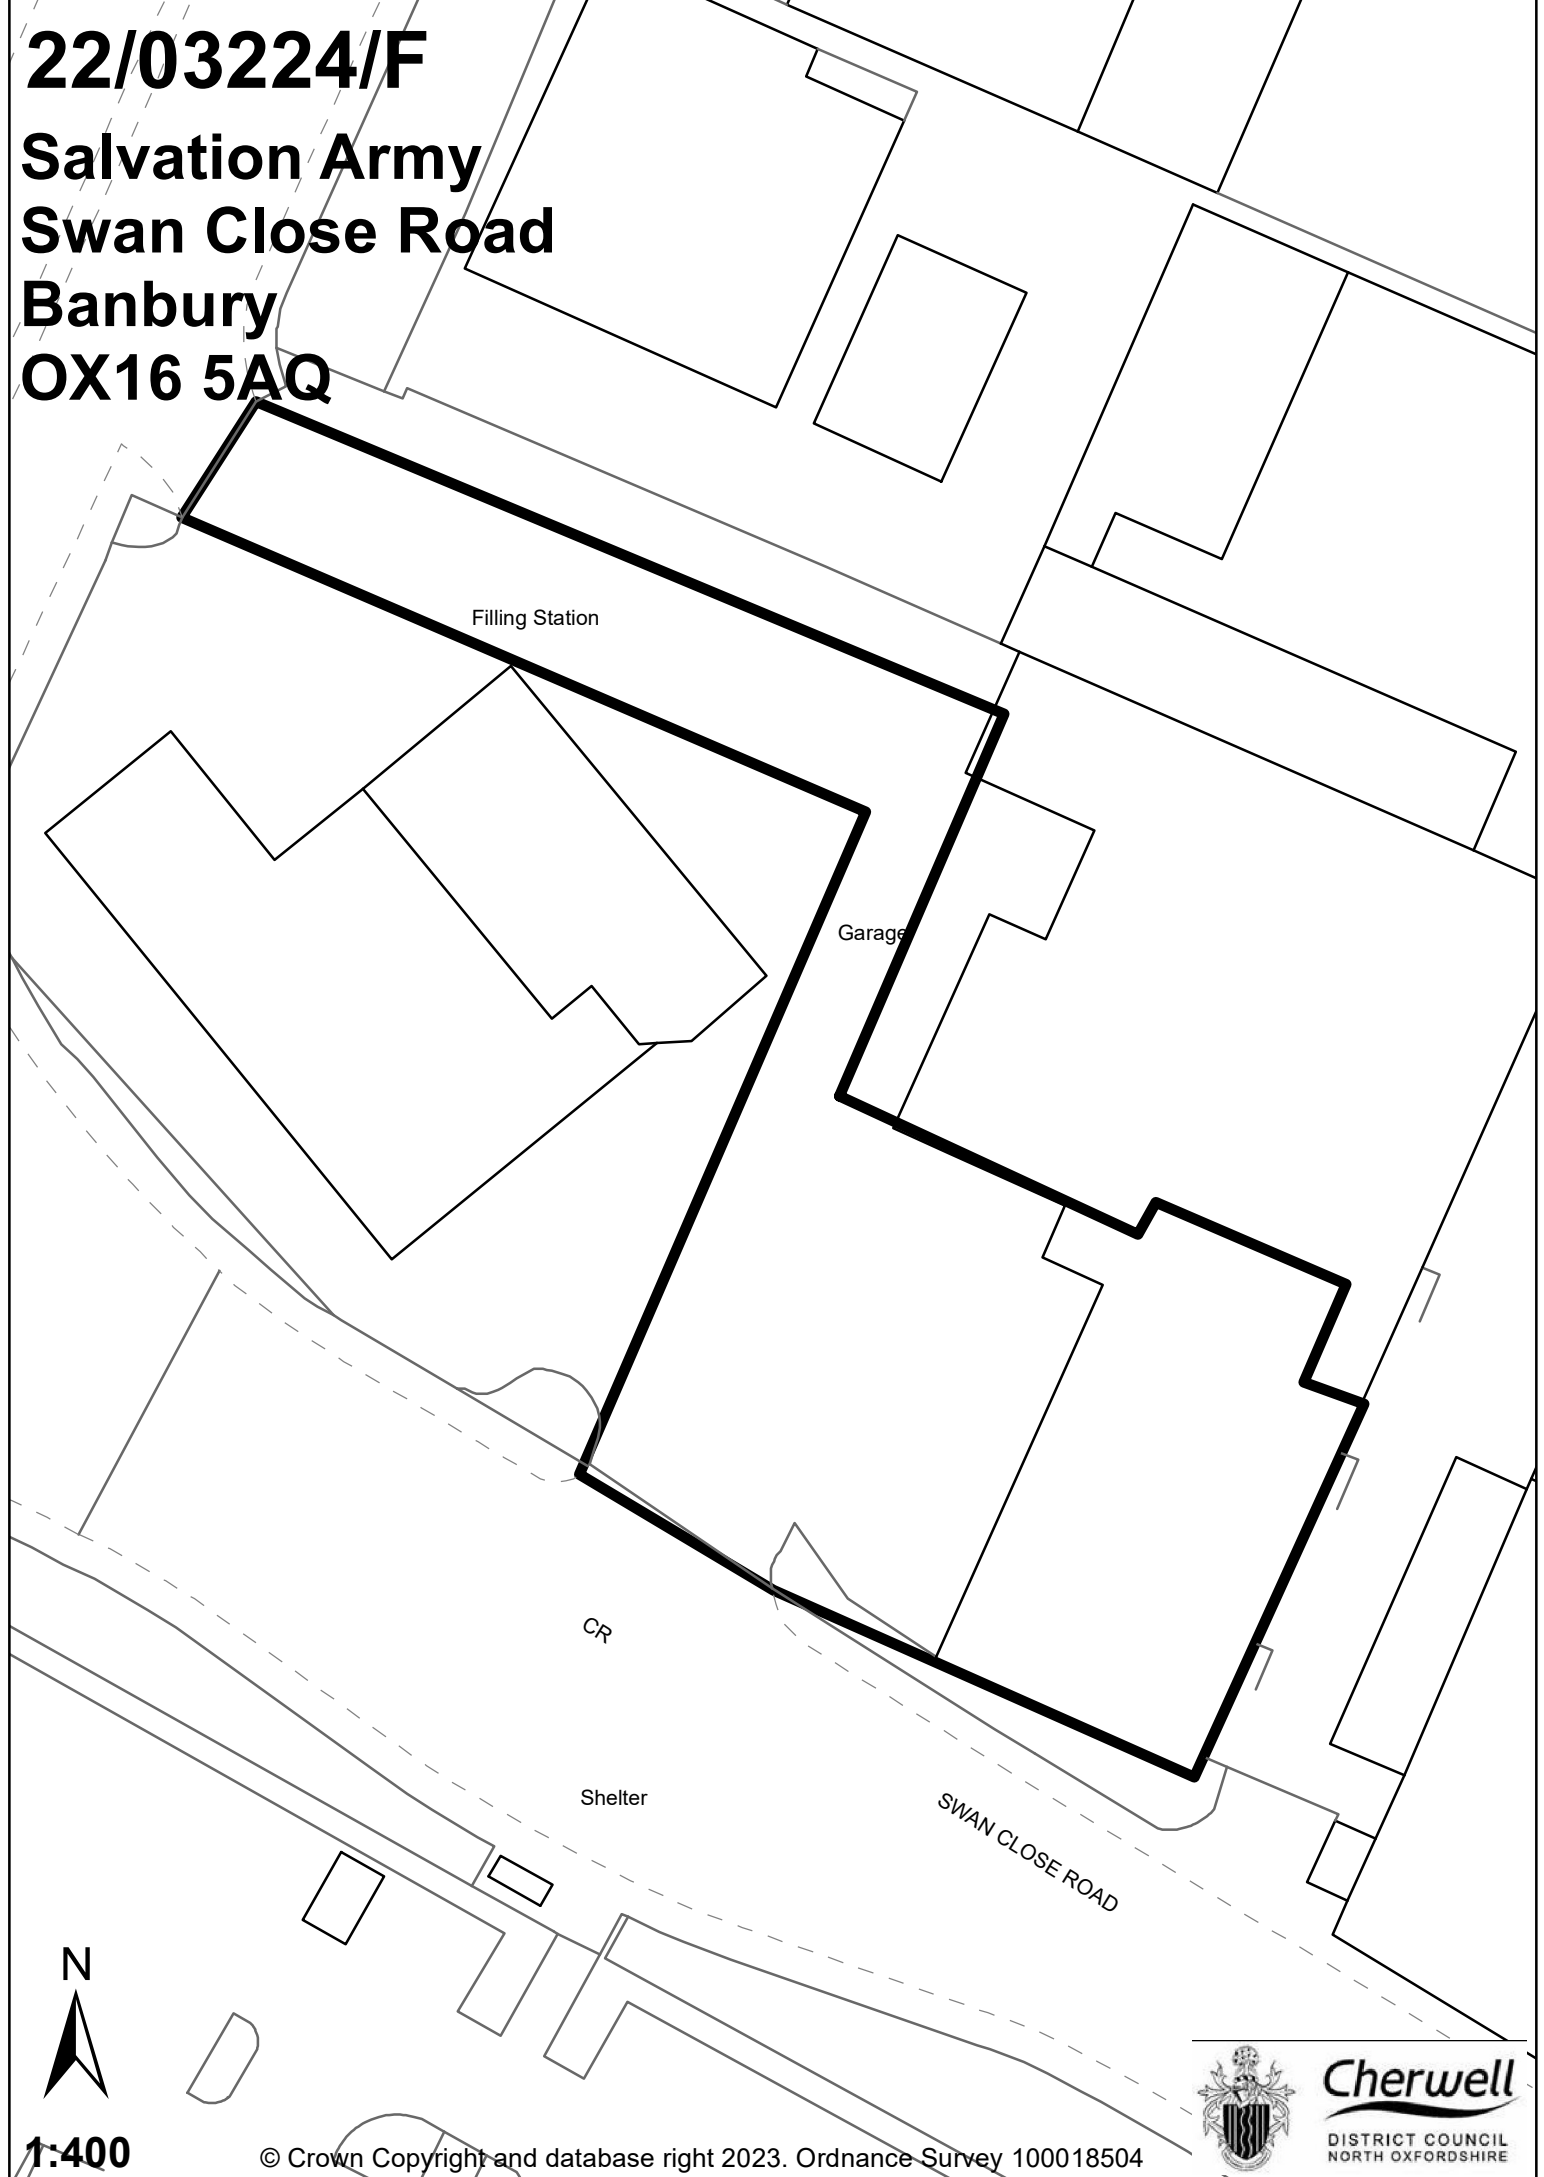 22/03224/F
Salvation Army
Swan Close Road
Banbury
OX16 5AQ
Filling Station
Garage
CR
Shelter
SWAN CLOSE ROAD
N
1:400
© Crown Copyright and database right 2023. Ordnance Survey 100018504
Cherwell
DISTRICT COUNCIL
NORTH OXFORDSHIRE